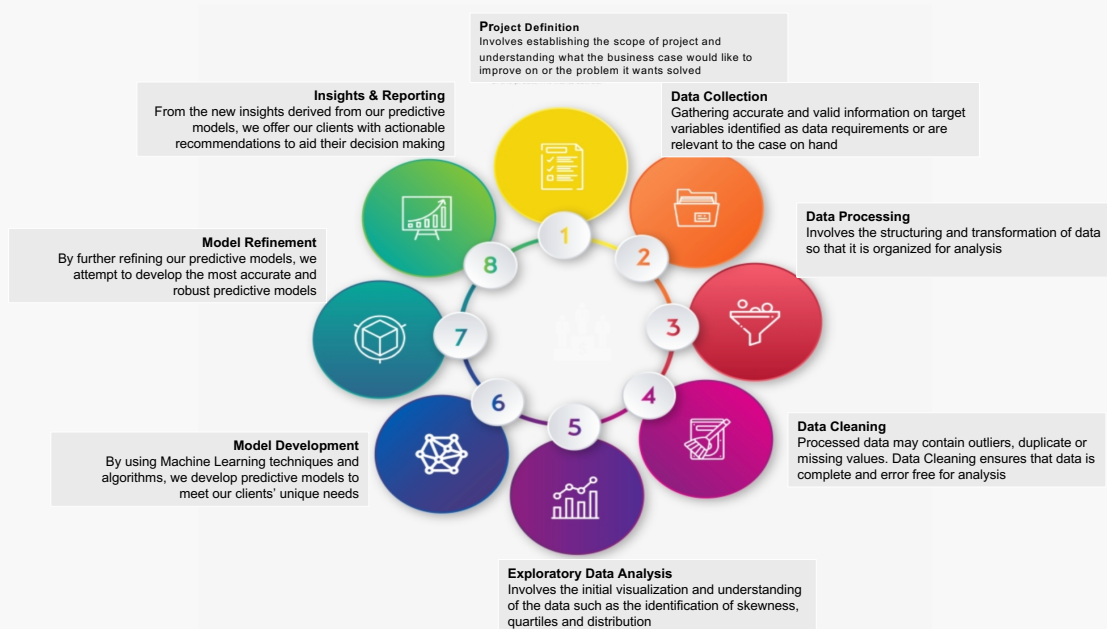 Project Definition
Involves establishing the scope of project and
understanding what the business case would like to
improve on or the problem it wants solved
Data Collection
Gathering accurate and valid information on target
variables identified as data requirements or are
relevant to the case on hand
Data Processing
Involves the structuring and transformation of data
so that it is organized for analysis
Data Cleaning
Processed data may contain outliers, duplicate or
missing values. Data Cleaning ensures that data is
complete and error free for analysis
Exploratory Data Analysis
Involves the initial visualization and understanding
of the data such as the identification of skewness,
quartiles and distribution
Model Development
By using Machine Learning techniques and
algorithms, we develop predictive models to
meet our clients’ unique needs
Model Refinement
By further refining our predictive models, we
attempt to develop the most accurate and
robust predictive models
Insights & Reporting
From the new insights derived from our predictive
models, we offer our clients with actionable
recommendations to aid their decision making
1
2
3
4
5
6
7
8